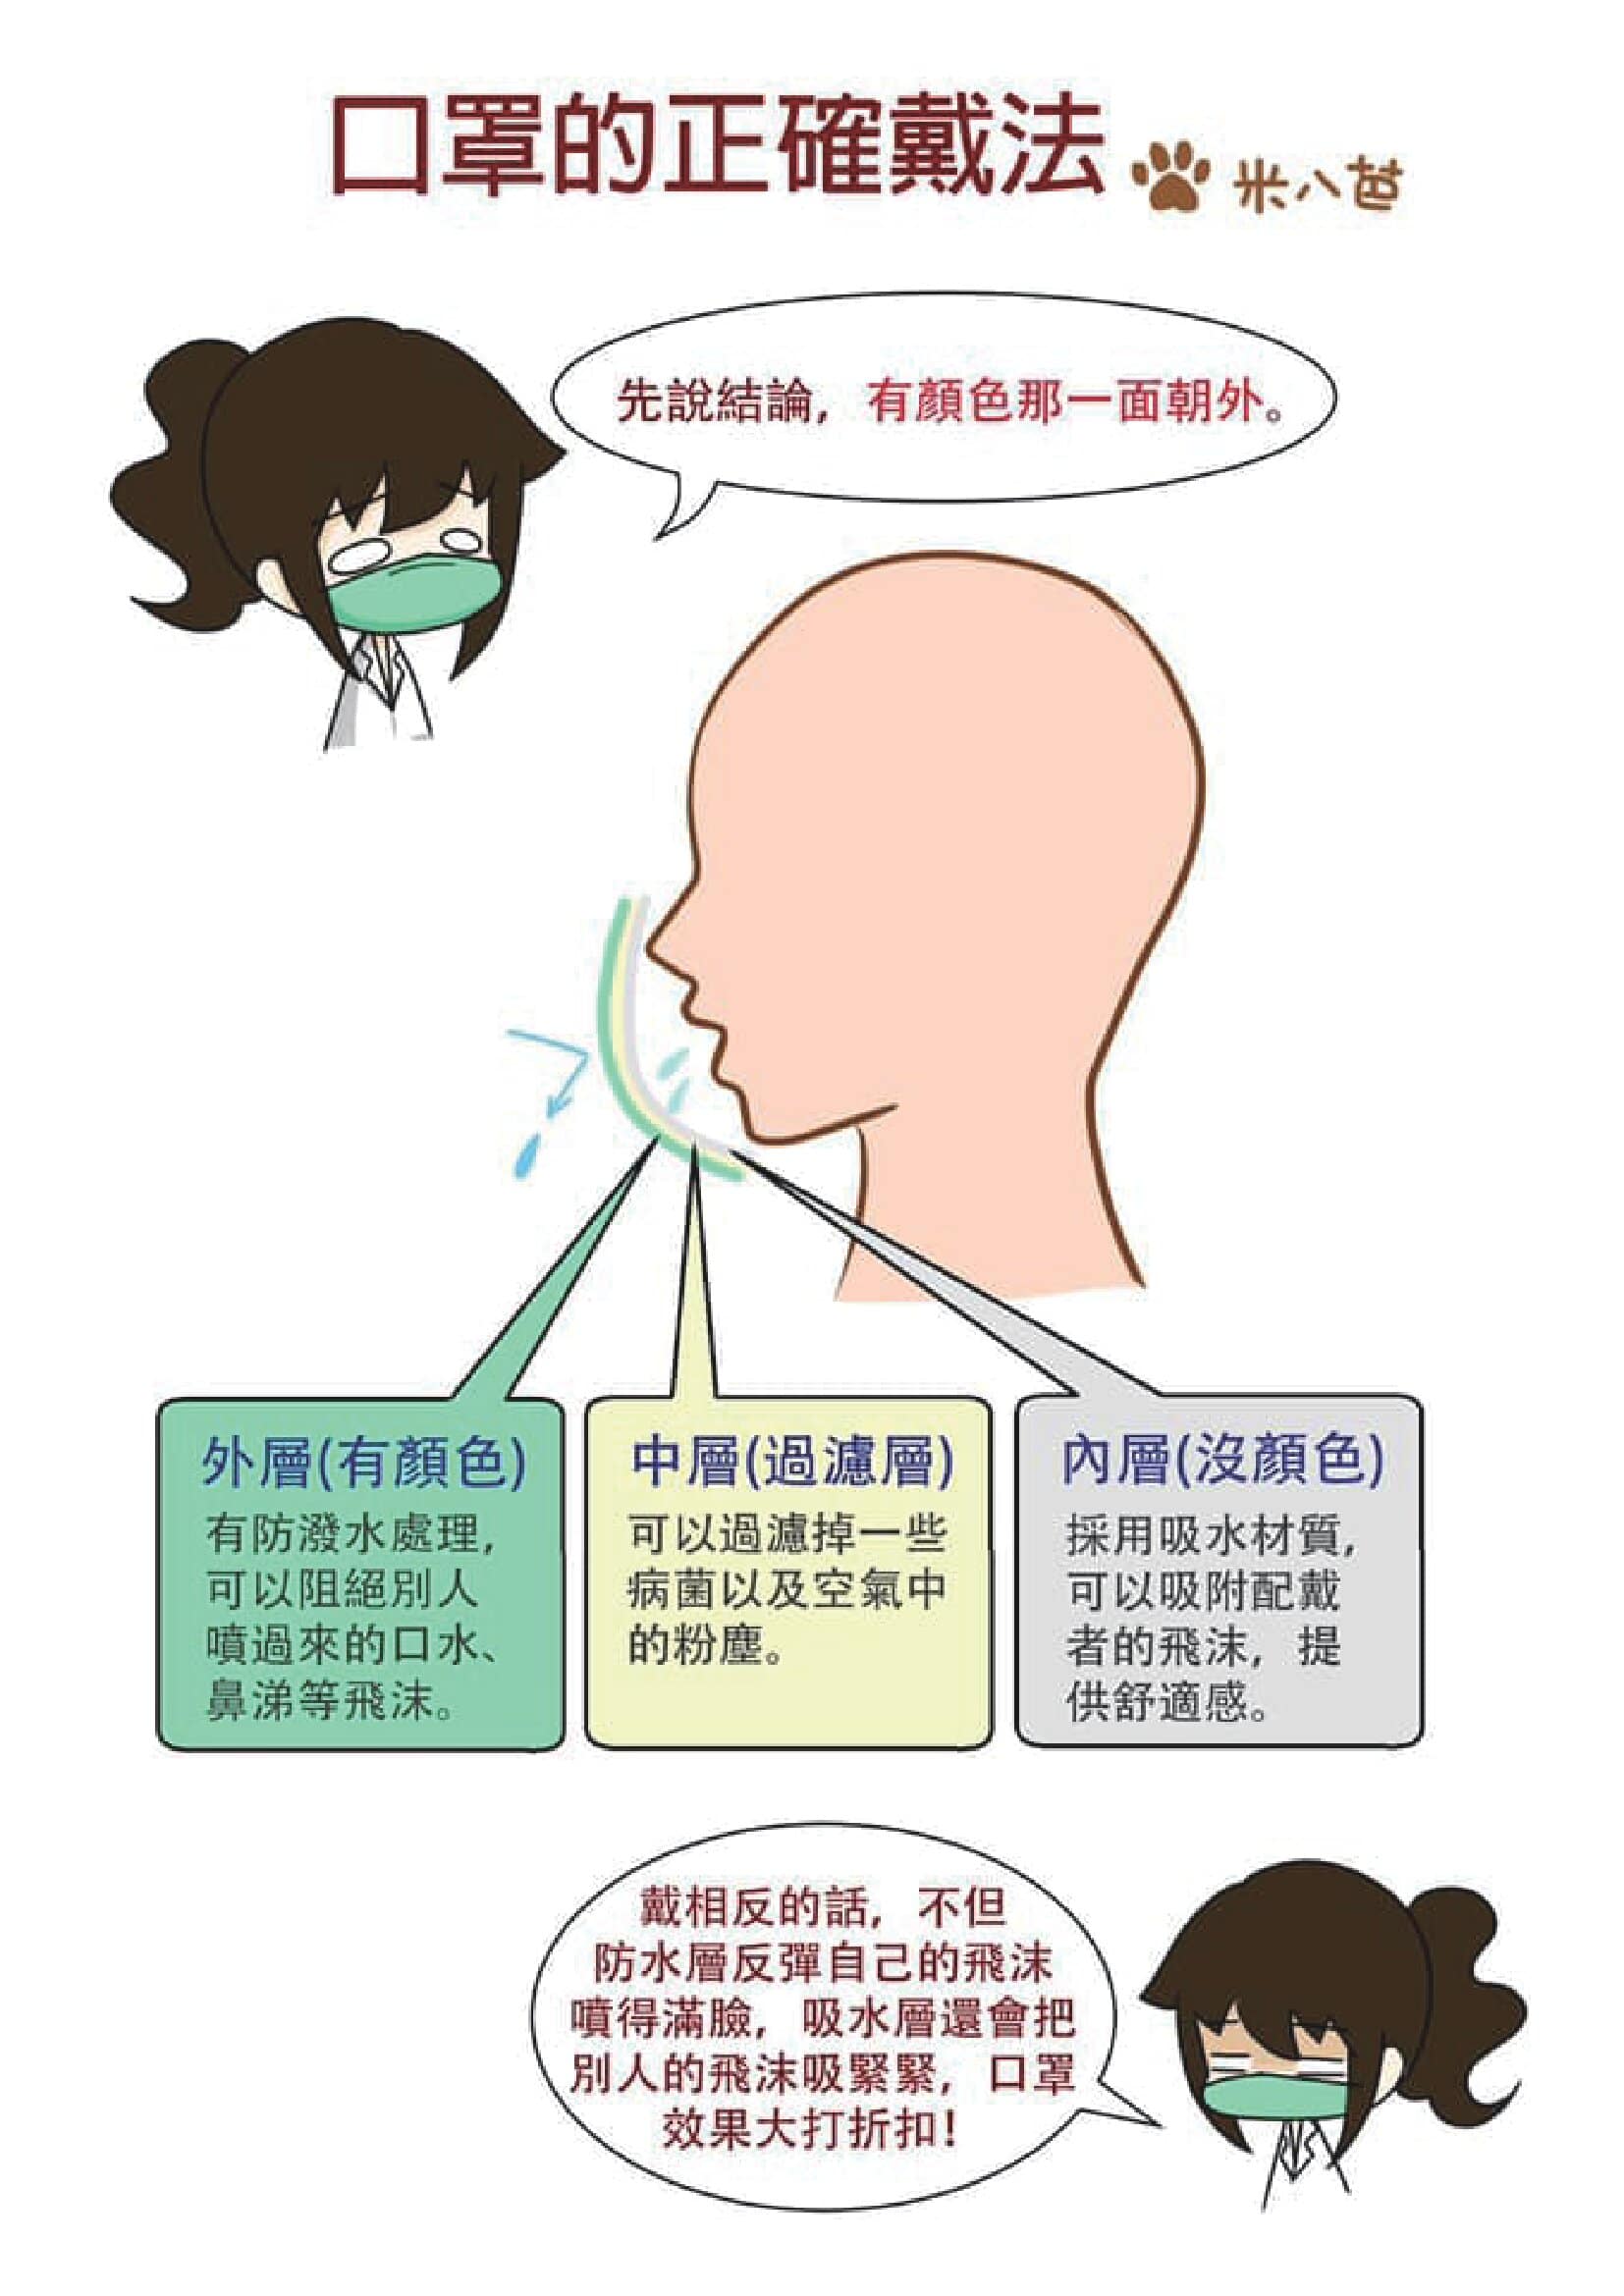 口罩的正確戴法
米八芭
先說結論，有顏色那一面朝外。
外層(有顏色)
有防潑水處理，
可以阻絕別人
噴過來的口水、
鼻涕等飛沫。
中層(過濾層)
可以過濾掉一些
病菌以及空氣中
的粉塵。
內層(沒顏色)
採用吸水材質，
可以吸附配戴
者的飛沫，提
供舒適感。
戴相反的話，不但
防水層反彈自己的飛沫
噴得滿臉，吸水層還會把
別人的飛沫吸緊緊，口罩
效果大打折扣！